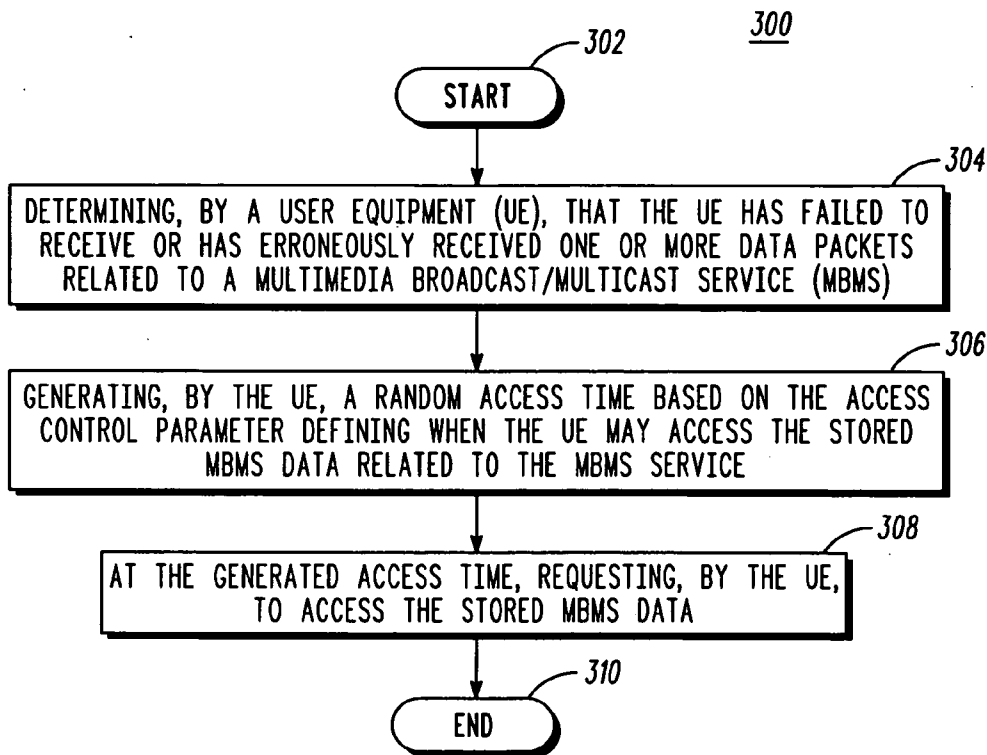 300
302
START
304
DETERMINING, BY A USER EQUIPMENT (UE), THAT THE UE HAS FAILED TO
RECEIVE OR HAS ERRONEOUSLY RECEIVED ONE OR MORE DATA PACKETS
RELATED TO A MULTIMEDIA BROADCAST/MULTICAST SERVICE (MBMS)
306
GENERATING, BY THE UE, A RANDOM ACCESS TIME BASED ON THE ACCESS
CONTROL PARAMETER DEFINING WHEN THE UE MAY ACCESS THE STORED
MBMS DATA RELATED TO THE MBMS SERVICE
308
AT THE GENERATED ACCESS TIME, REQUESTING, BY THE UE,
TO ACCESS THE STORED MBMS DATA
310
END